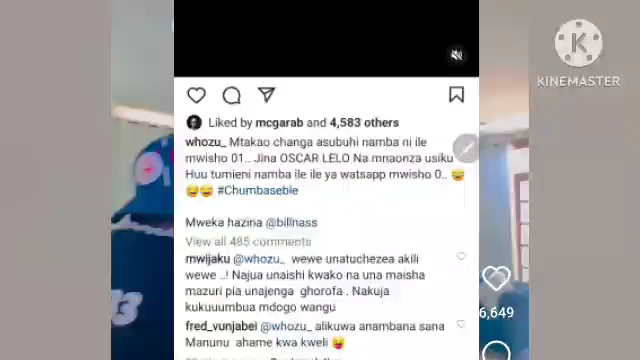 KINEMASTER
Liked by mcgarab and 4,583 others
whozu_ Mtakao changa asubuhi namba ni ile
mwisho 01.. Jina OSCAR LELO Na mnaonza usiku
Huu tumieni namba ile ile ya watsapp mwisho 0.. 😅
😂😅 #Chumbaseble
Mweka hazina @billnass
View all 485 comments
mwijaku @whozu_ wewe unatuchezea akili
wewe ..! Najua unaishi kwako na una maisha
mazuri pia unajenga ghorofa . Nakuja
kukuuumbua mdogo wangu
fred_vunjabei @whozu_ alikuwa anambana sana
Manunu ahame kwa kweli 😝
6,649